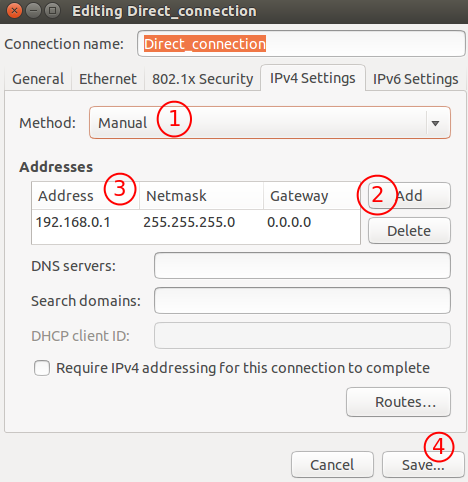 Editing Direct_connection
Connection name: Direct_connection
General Ethernet 802.1x Security IPv4 Settings IPv6 Settings
Method: Manual 1
Addresses
Address 3 Netmask Gateway 2 Add
192.168.0.1 255.255.255.0 0.0.0.0
Delete
DNS servers:
Search domains:
DHCP client ID:
Require IPv4 addressing for this connection to complete
Routes...
4
Cancel Save...